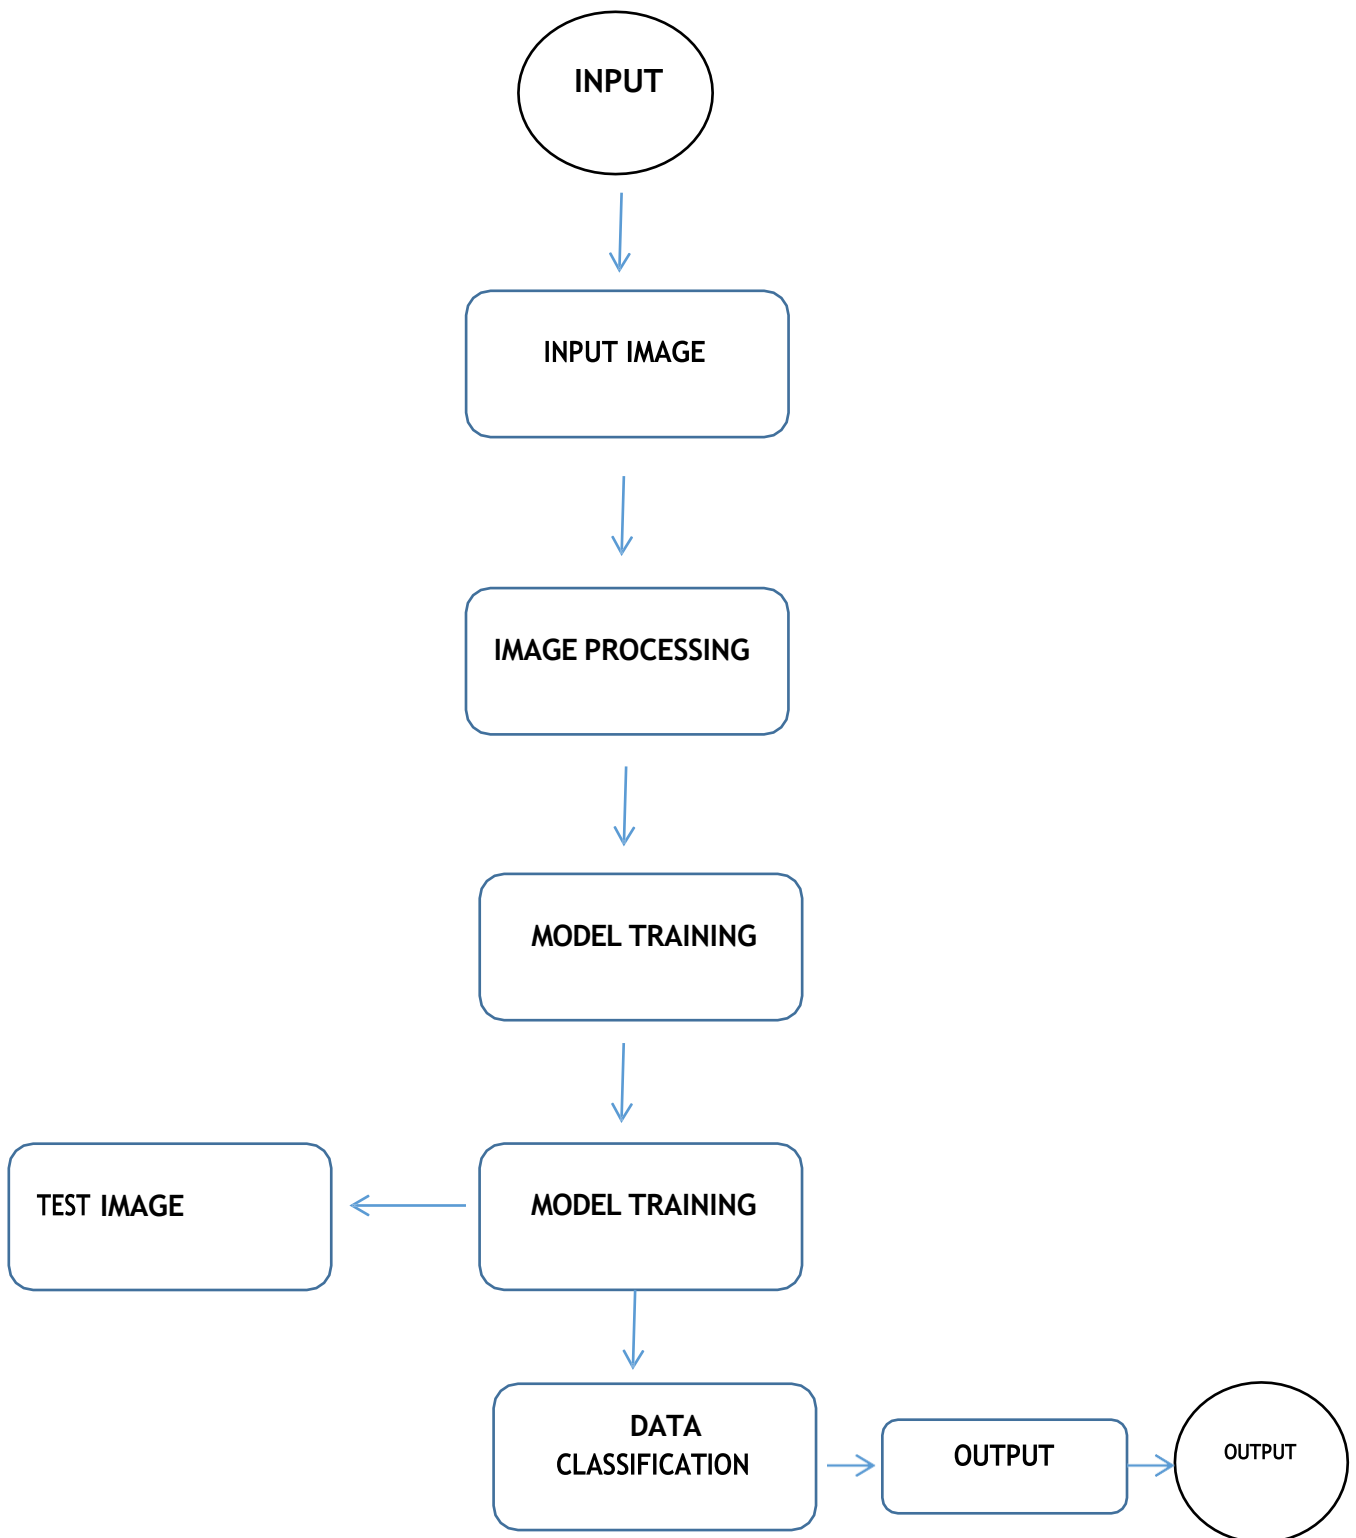 INPUT
INPUT IMAGE
IMAGE PROCESSING
MODEL TRAINING
TEST IMAGE
MODEL TRAINING
DATA
CLASSIFICATION
OUTPUT
OUTPUT